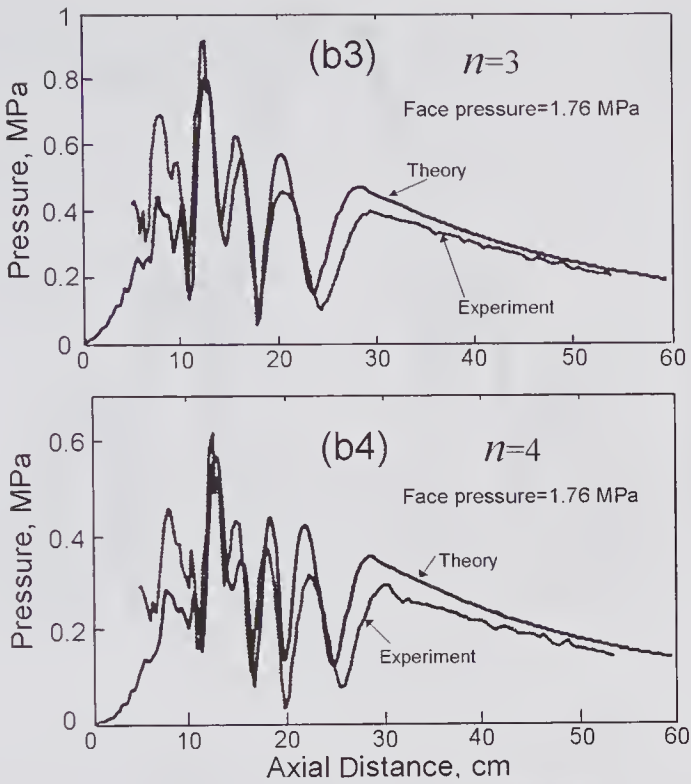 1
(b3) n=3
0.8
Face pressure=1.76 MPa
0.6
Theory
0.4
Pressure, MPa
0.2
Experiment
0
0 10 20 30 40 50 60
(b4) n=4
0.6
Face pressure=1.76 MPa
0.4
Theory
Pressure, MPa
0.2
Experiment
0
0 10 20 30 40 50 60
Axial Distance, cm